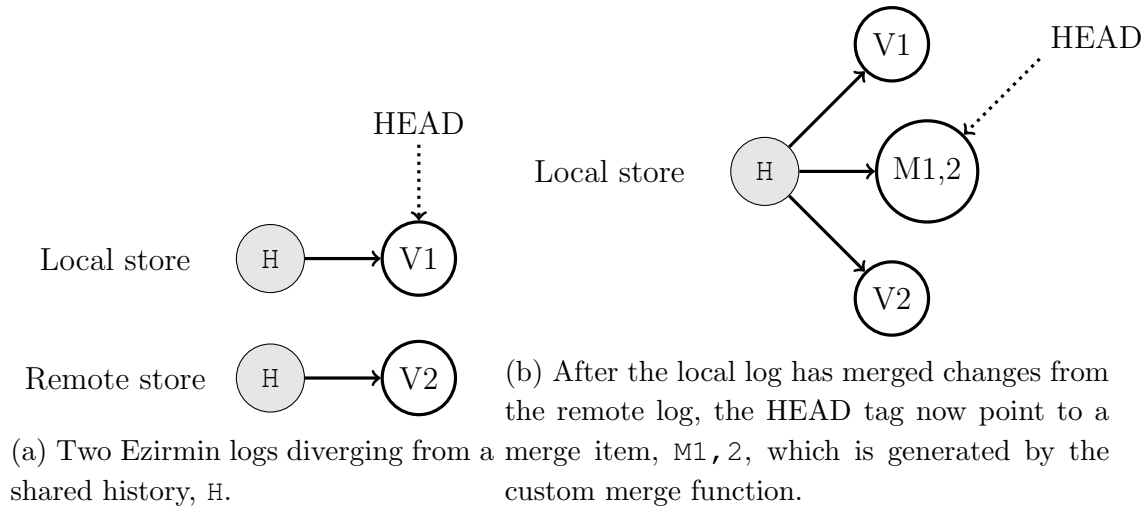 HEAD
Local store
H
V1
Remote store
H
V2
(a) Two Ezirmin logs diverging from a
shared history, H.
V1
HEAD
Local store
H
M1,2
V2
(b) After the local log has merged changes from
the remote log, the HEAD tag now point to a
merge item, M1,2, which is generated by the
custom merge function.